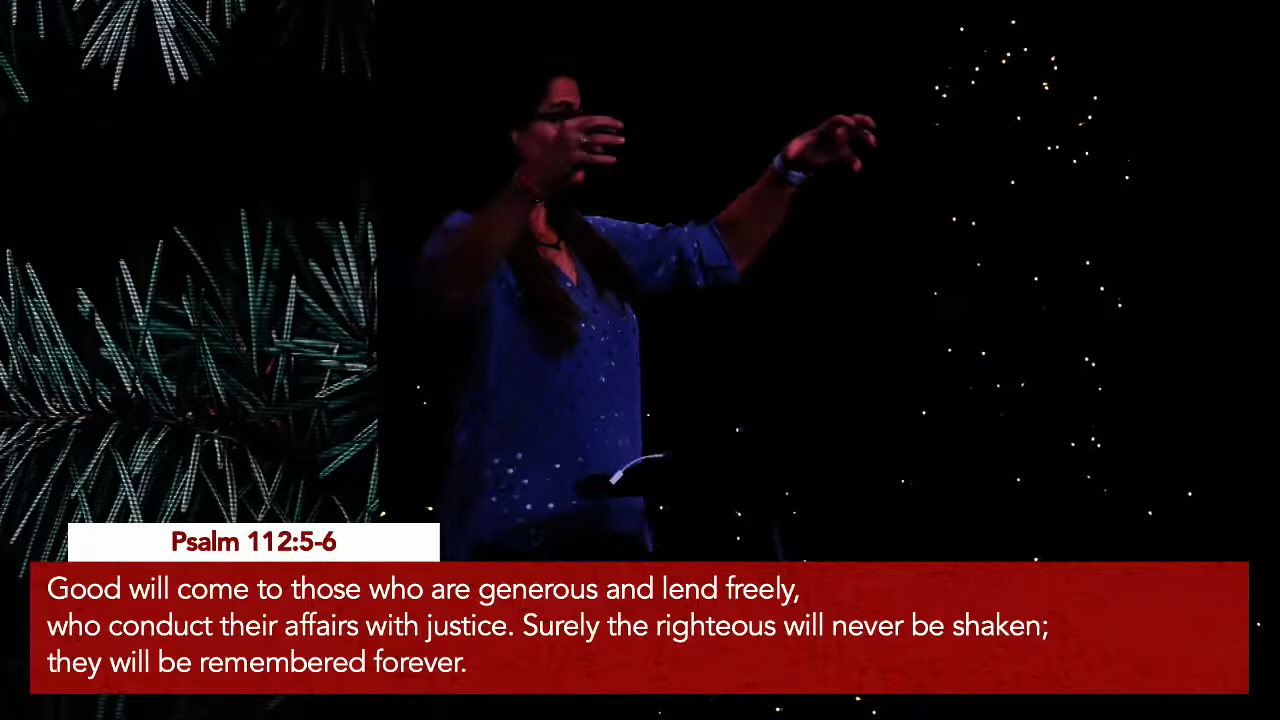 Psalm 112:5-6
Good will come to those who are generous and lend freely,
who conduct their affairs with justice. Surely the righteous will never be shaken;
they will be remembered forever.